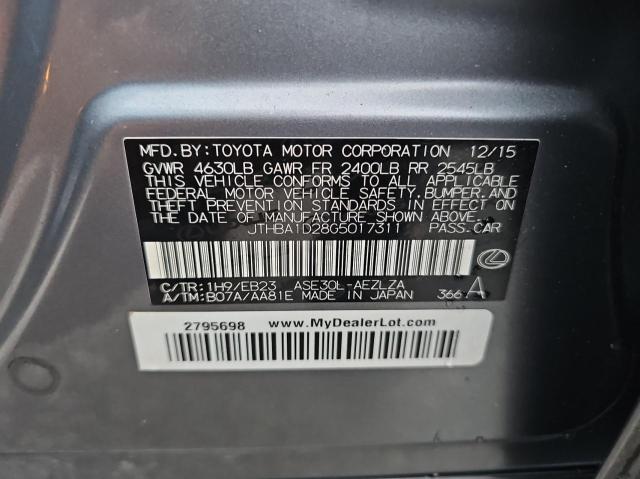 MFD. BY: TOYOTA MOTOR CORPORATION 12/15
GVWR 4630LB GAWR FR 2400LB RR 2545LB
THIS VEHICLE CONFORMS TO ALL APPLICABLE
FEDERAL MOTOR VEHICLE SAFETY, BUMPER, AND
THEFT PREVENTION STANDARDS IN EFFECT ON
THE DATE OF MANUFACTURE SHOWN ABOVE.
JTHBA1D28G5017311 PASS. CAR
C/TR: 1H9/EB23 ASE30L-AEZLZA
A/TM: B07A/AA81E MADE IN JAPAN 366 A
2795698 www.MyDealerLot.com